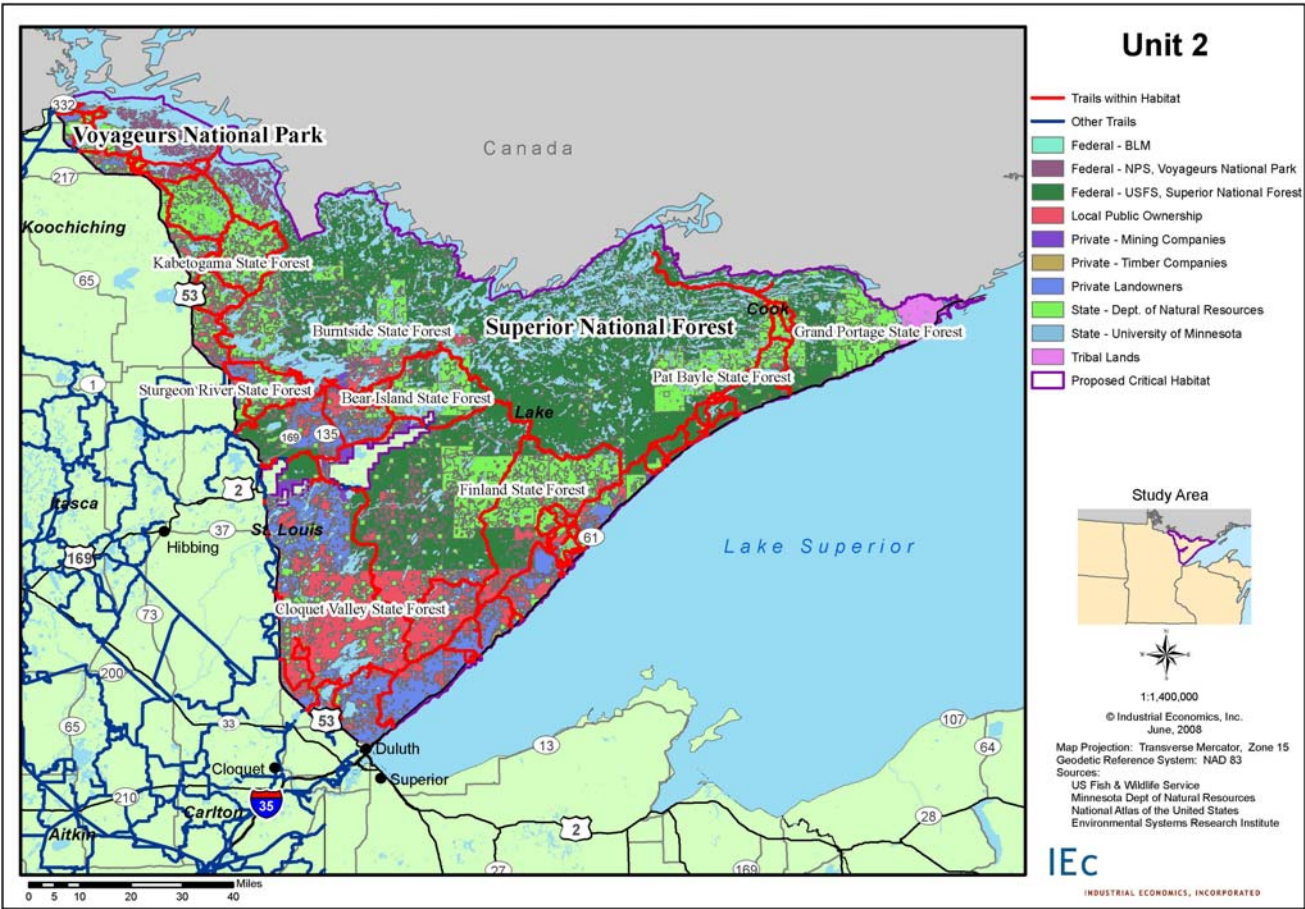 Unit 2
Trails within Habitat
Other Trails
Federal - BLM
Federal - NPS, Voyageurs National Park
Federal - USFS, Superior National Forest
Local Public Ownership
Private - Mining Companies
Private - Timber Companies
Private Landowners
State - Dept. of Natural Resources
State - University of Minnesota
Tribal Lands
Proposed Critical Habitat
332
Voyageurs National Park
Canada
217
Koochiching
Kabetogama State Forest
65
53
Cook
Burntside State Forest
Superior National Forest
Grand Portage State Forest
Pat Bayle State Forest
1
Sturgeon River State Forest
Bear Island State Forest
Lake
169
135
2
Finland State Forest
Itasca
St. Louis
37
Hibbing
61
Lake Superior
169
73
Cloquet Valley State Forest
200
65
33
53
107
13
64
Duluth
Cloquet
Superior
210
Carlton
35
Aitkin
2
28
27
169
Miles
0 5 10 20 30 40
Study Area
N
W
E
S
1:1,400,000
© Industrial Economics, Inc.
June, 2008
Map Projection: Transverse Mercator, Zone 15
Geodetic Reference System: NAD 83
Sources:
US Fish & Wildlife Service
Minnesota Dept of Natural Resources
National Atlas of the United States
Environmental Systems Research Institute
IEc
INDUSTRIAL ECONOMICS, INCORPORATED